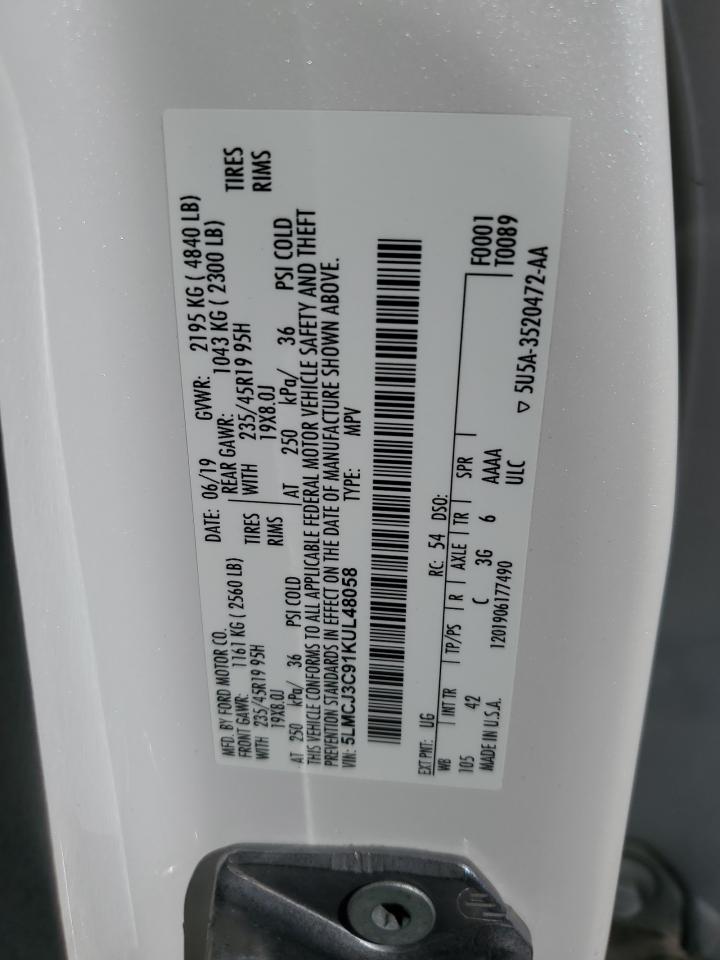 MFD. BY FORD MOTOR CO.
DATE: 06/19 GVWR: 2195 KG ( 4840 LB)
FRONT GAWR: 1161 KG ( 2560 LB) REAR GAWR: 1043 KG ( 2300 LB)
WITH 235/45R19 95H TIRES WITH 235/45R19 95H TIRES
19X8.0J RIMS 19X8.0J RIMS
AT 250 kPa/ 36 PSI COLD AT 250 kPa/ 36 PSI COLD
THIS VEHICLE CONFORMS TO ALL APPLICABLE FEDERAL MOTOR VEHICLE SAFETY AND THEFT
PREVENTION STANDARDS IN EFFECT ON THE DATE OF MANUFACTURE SHOWN ABOVE.
VIN: 5LMCJ3C91KUL48058 TYPE: MPV
EXT PNT: UG RC: 54 DSO: F0001
T0089
WB INT TR TP/PS R AXLE TR SPR
105 42 C 3G 6 AAAA
MADE IN U.S.A. 1201906177490 ULC
▽ 5U5A-3520472-AA